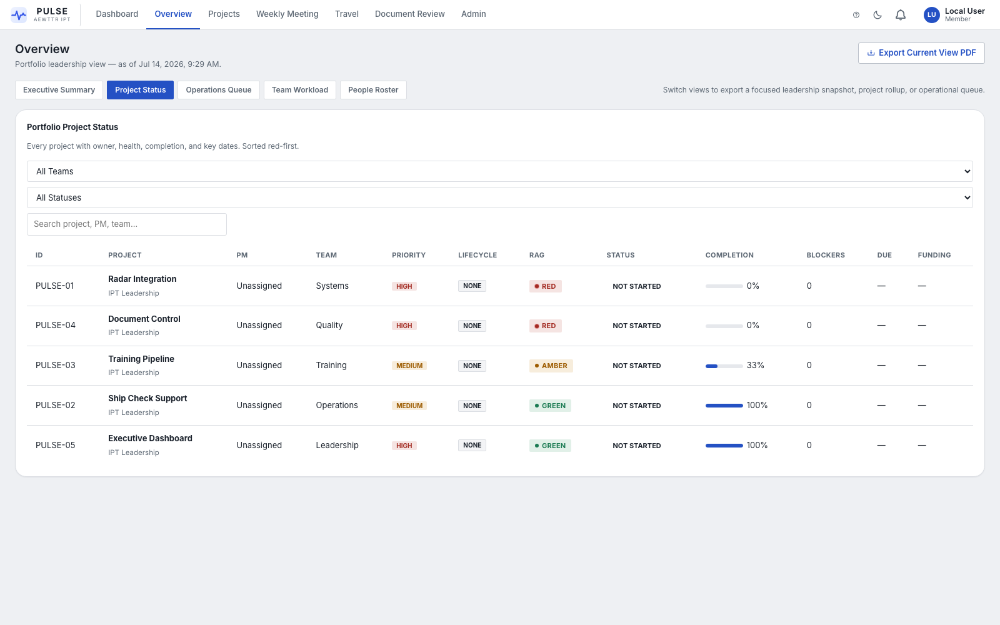 PULSE
AEWTTR IPT
Dashboard Overview Projects Weekly Meeting Travel Document Review Admin
LU
Local User
Member
Overview
Portfolio leadership view — as of Jul 14, 2026, 9:29 AM.
Export Current View PDF
Executive Summary Project Status Operations Queue Team Workload People Roster
Switch views to export a focused leadership snapshot, project rollup, or operational queue.
Portfolio Project Status
Every project with owner, health, completion, and key dates. Sorted red-first.
All Teams
All Statuses
Search project, PM, team...
ID PROJECT PM TEAM PRIORITY LIFECYCLE RAG STATUS COMPLETION BLOCKERS DUE FUNDING
PULSE-01 Radar Integration Unassigned Systems HIGH NONE RED NOT STARTED 0% 0 — —
IPT Leadership
PULSE-04 Document Control Unassigned Quality HIGH NONE RED NOT STARTED 0% 0 — —
IPT Leadership
PULSE-03 Training Pipeline Unassigned Training MEDIUM NONE AMBER NOT STARTED 33% 0 — —
IPT Leadership
PULSE-02 Ship Check Support Unassigned Operations MEDIUM NONE GREEN NOT STARTED 100% 0 — —
IPT Leadership
PULSE-05 Executive Dashboard Unassigned Leadership HIGH NONE GREEN NOT STARTED 100% 0 — —
IPT Leadership